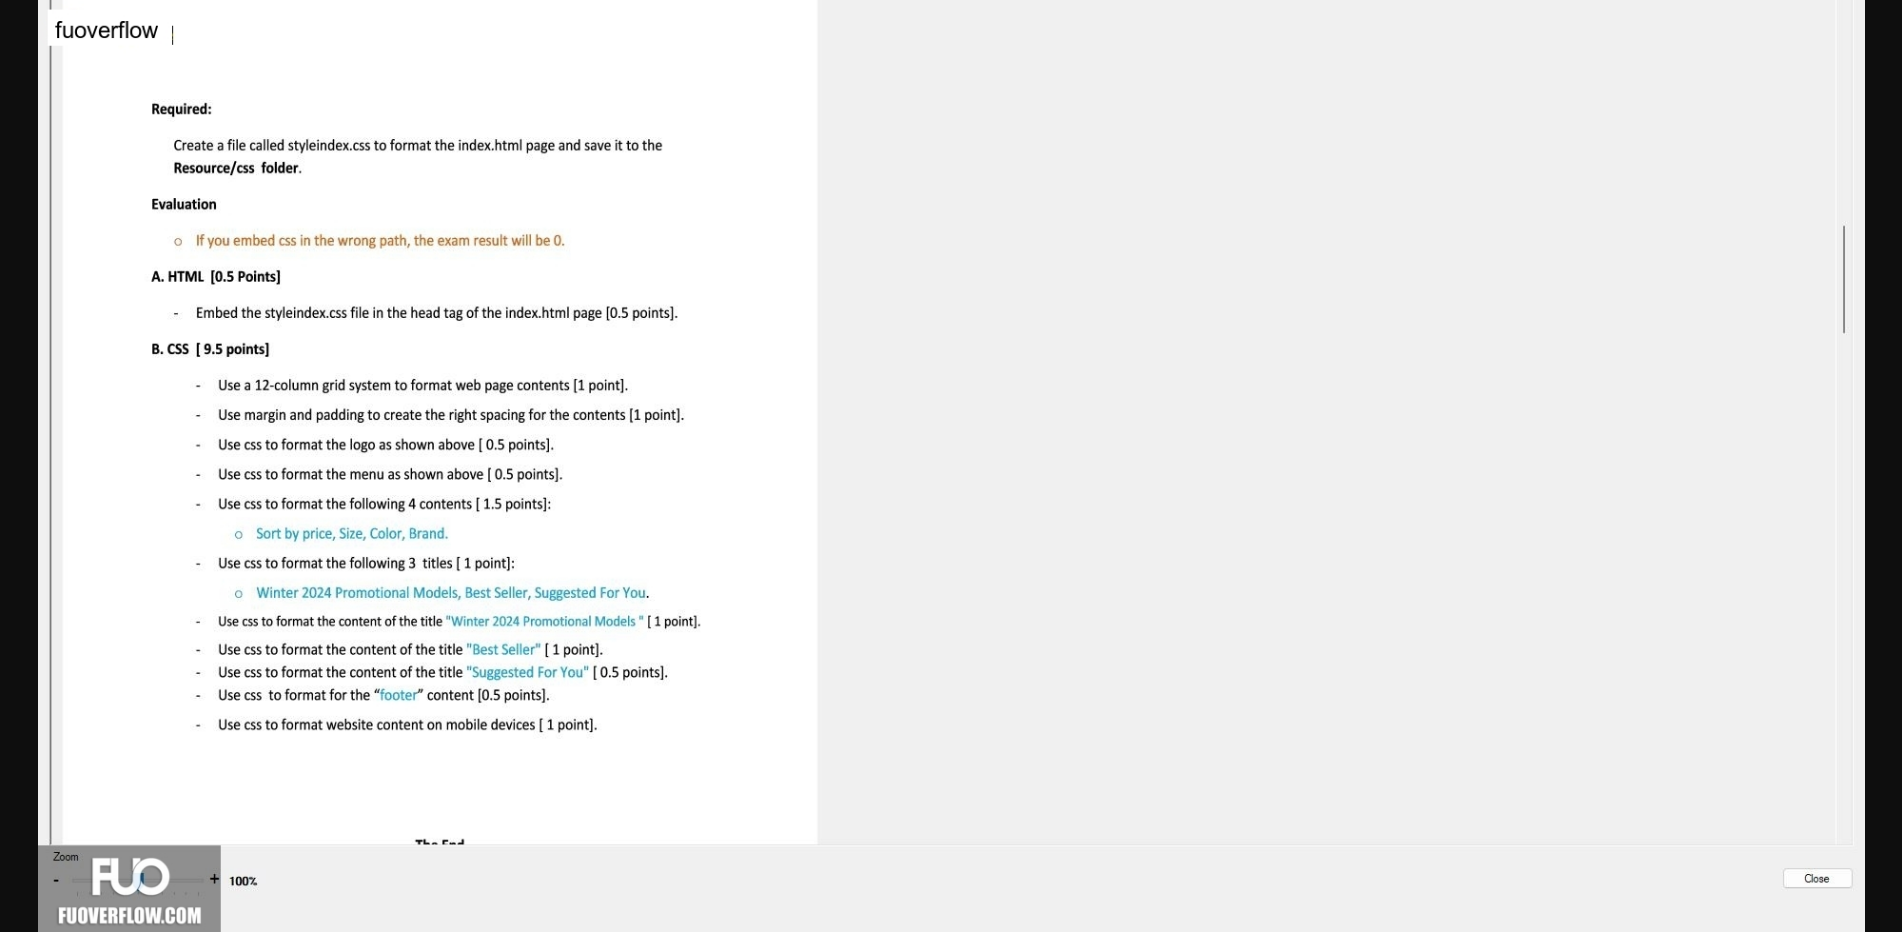 fuoverflow
Required:
Create a file called styleindex.css to format the index.html page and save it to the
Resource/css folder.
Evaluation
o If you embed css in the wrong path, the exam result will be 0.
A. HTML [0.5 Points]
- Embed the styleindex.css file in the head tag of the index.html page [0.5 points].
B. CSS [ 9.5 points]
- Use a 12-column grid system to format web page contents [1 point].
- Use margin and padding to create the right spacing for the contents [1 point].
- Use css to format the logo as shown above [ 0.5 points].
- Use css to format the menu as shown above [ 0.5 points].
- Use css to format the following 4 contents [ 1.5 points]:
o Sort by price, Size, Color, Brand.
- Use css to format the following 3 titles [ 1 point]:
o Winter 2024 Promotional Models, Best Seller, Suggested For You.
- Use css to format the content of the title "Winter 2024 Promotional Models " [ 1 point].
- Use css to format the content of the title "Best Seller" [ 1 point].
- Use css to format the content of the title "Suggested For You" [ 0.5 points].
- Use css to format for the “footer” content [0.5 points].
- Use css to format website content on mobile devices [ 1 point].
The End
Zoom
- + 100%
Close
FUO
FUOVERFLOW.COM